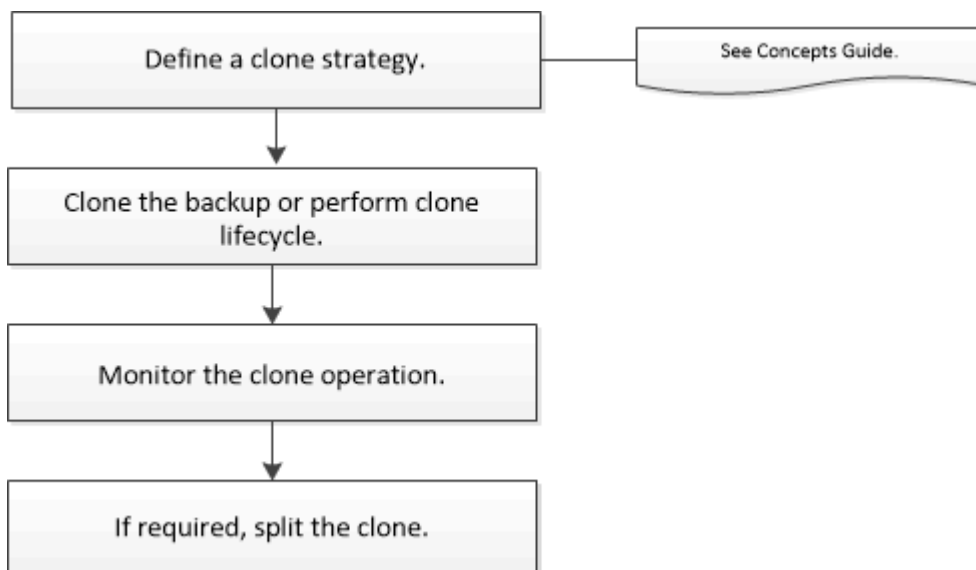 Define a clone strategy.
See Concepts Guide.
Clone the backup or perform clone
lifecycle.
Monitor the clone operation.
If required, split the clone.